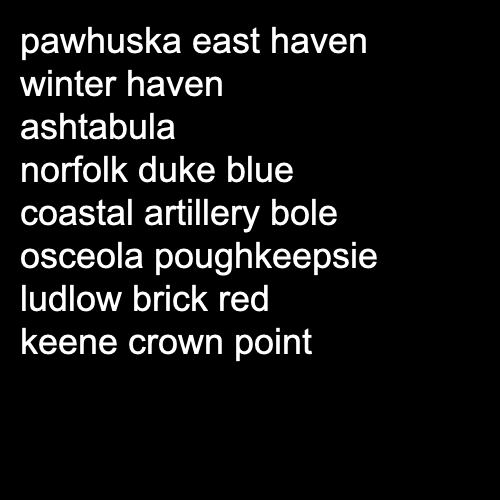 pawhuska east haven
winter haven
ashtabula
norfolk duke blue
coastal artillery bole
osceola poughkeepsie
ludlow brick red
keene crown point